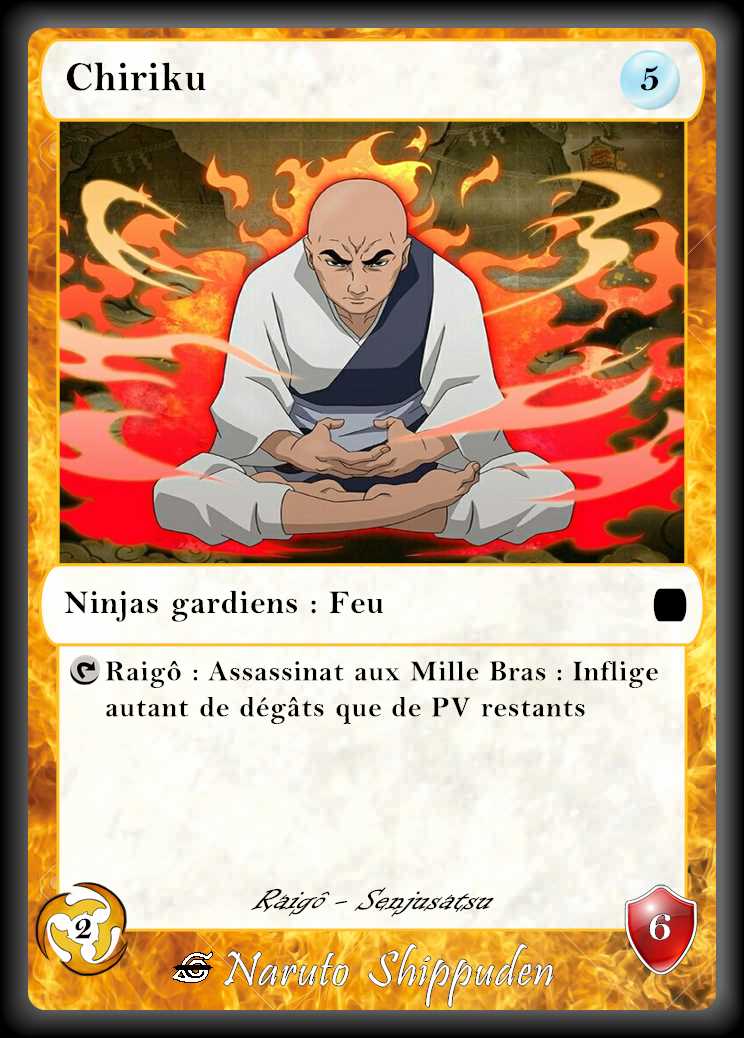 Chiriku
5
Ninjas gardiens : Feu
Raigô : Assassinat aux Mille Bras : Inflige
autant de dégâts que de PV restants
Raigô - Senjusatsu
2
6
Naruto Shippuden